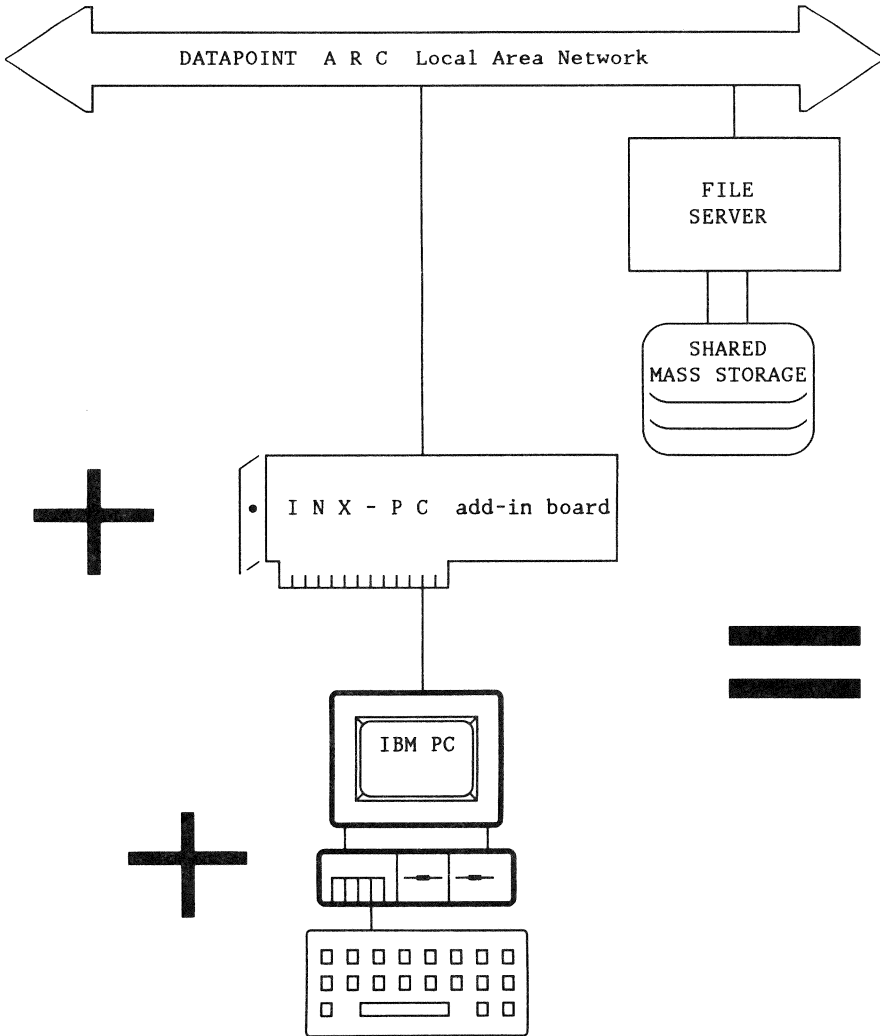 DATAPOINT A R C Local Area Network
FILE
SERVER
SHARED
MASS STORAGE
I N X - P C add-in board
IBM PC